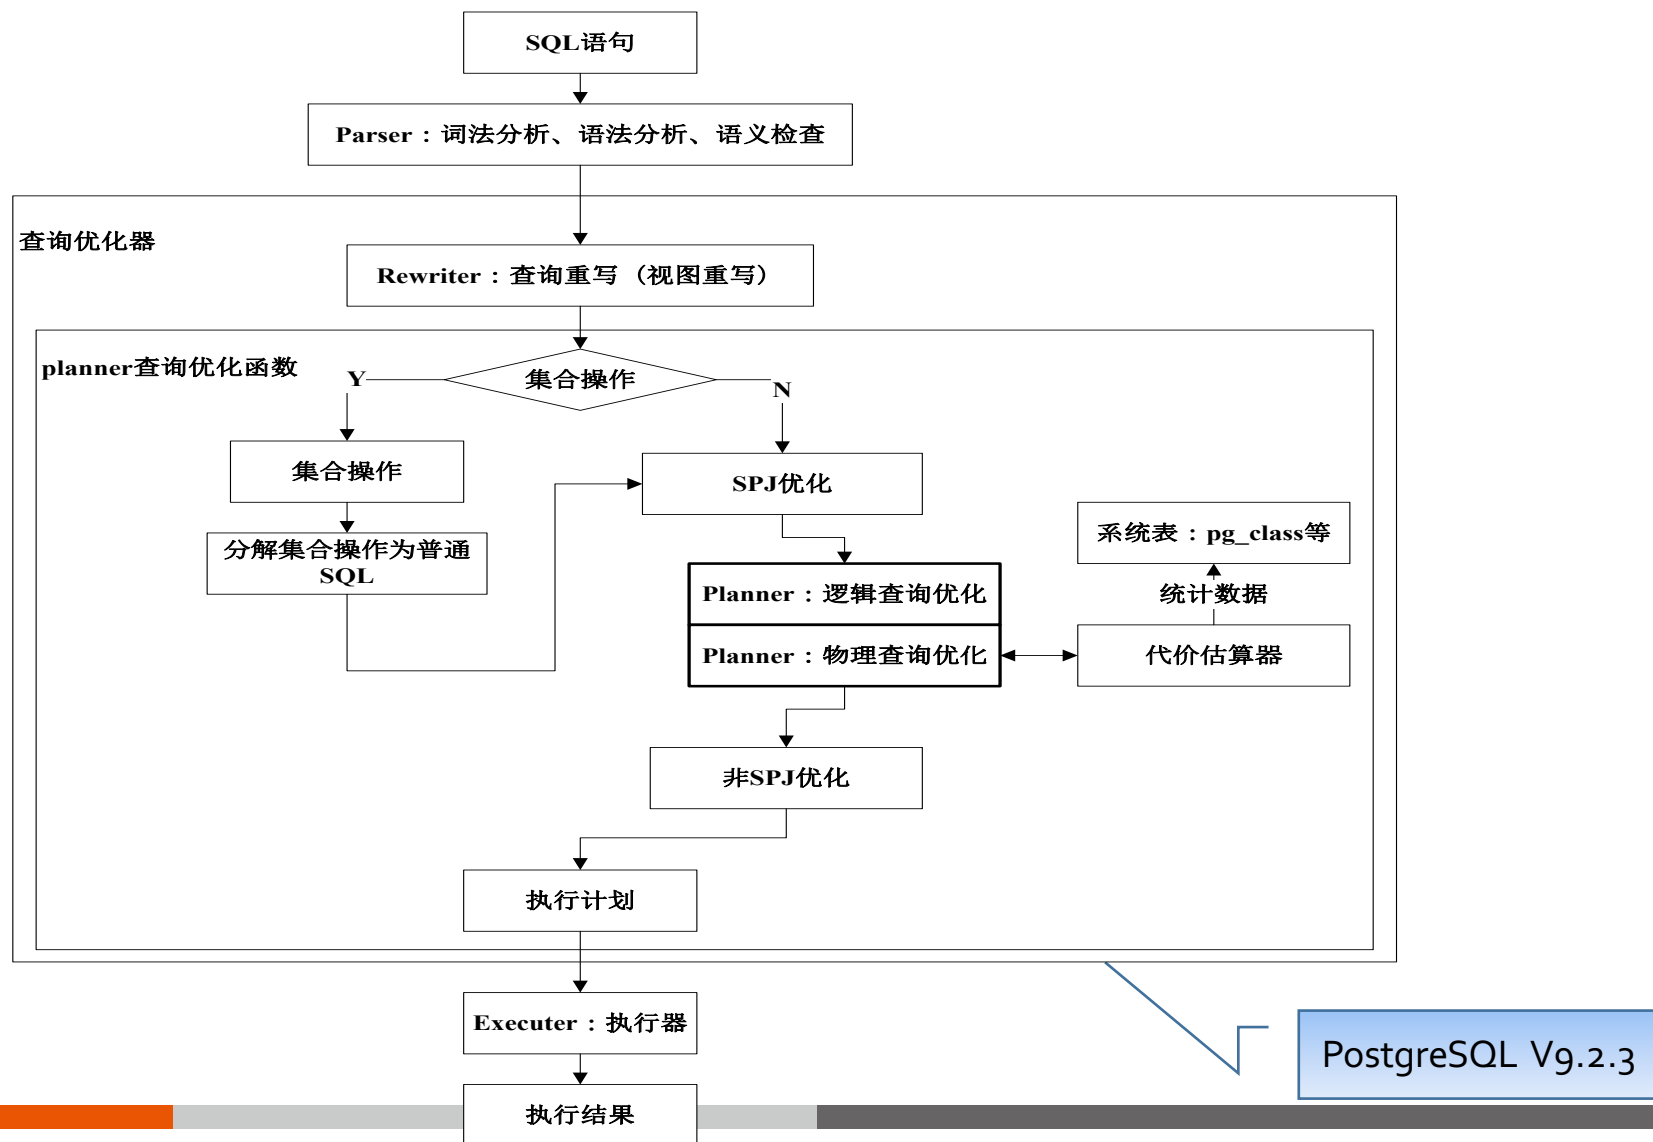 SQL语句
Parser：词法分析、语法分析、语义检查
查询优化器
Rewriter：查询重写（视图重写）
planner查询优化函数
集合操作
Y
N
集合操作
SPJ优化
分解集合操作为普通
SQL
系统表：pg_class等
统计数据
Planner：逻辑查询优化
Planner：物理查询优化
代价估算器
非SPJ优化
执行计划
Executer：执行器
PostgreSQL V9.2.3
执行结果